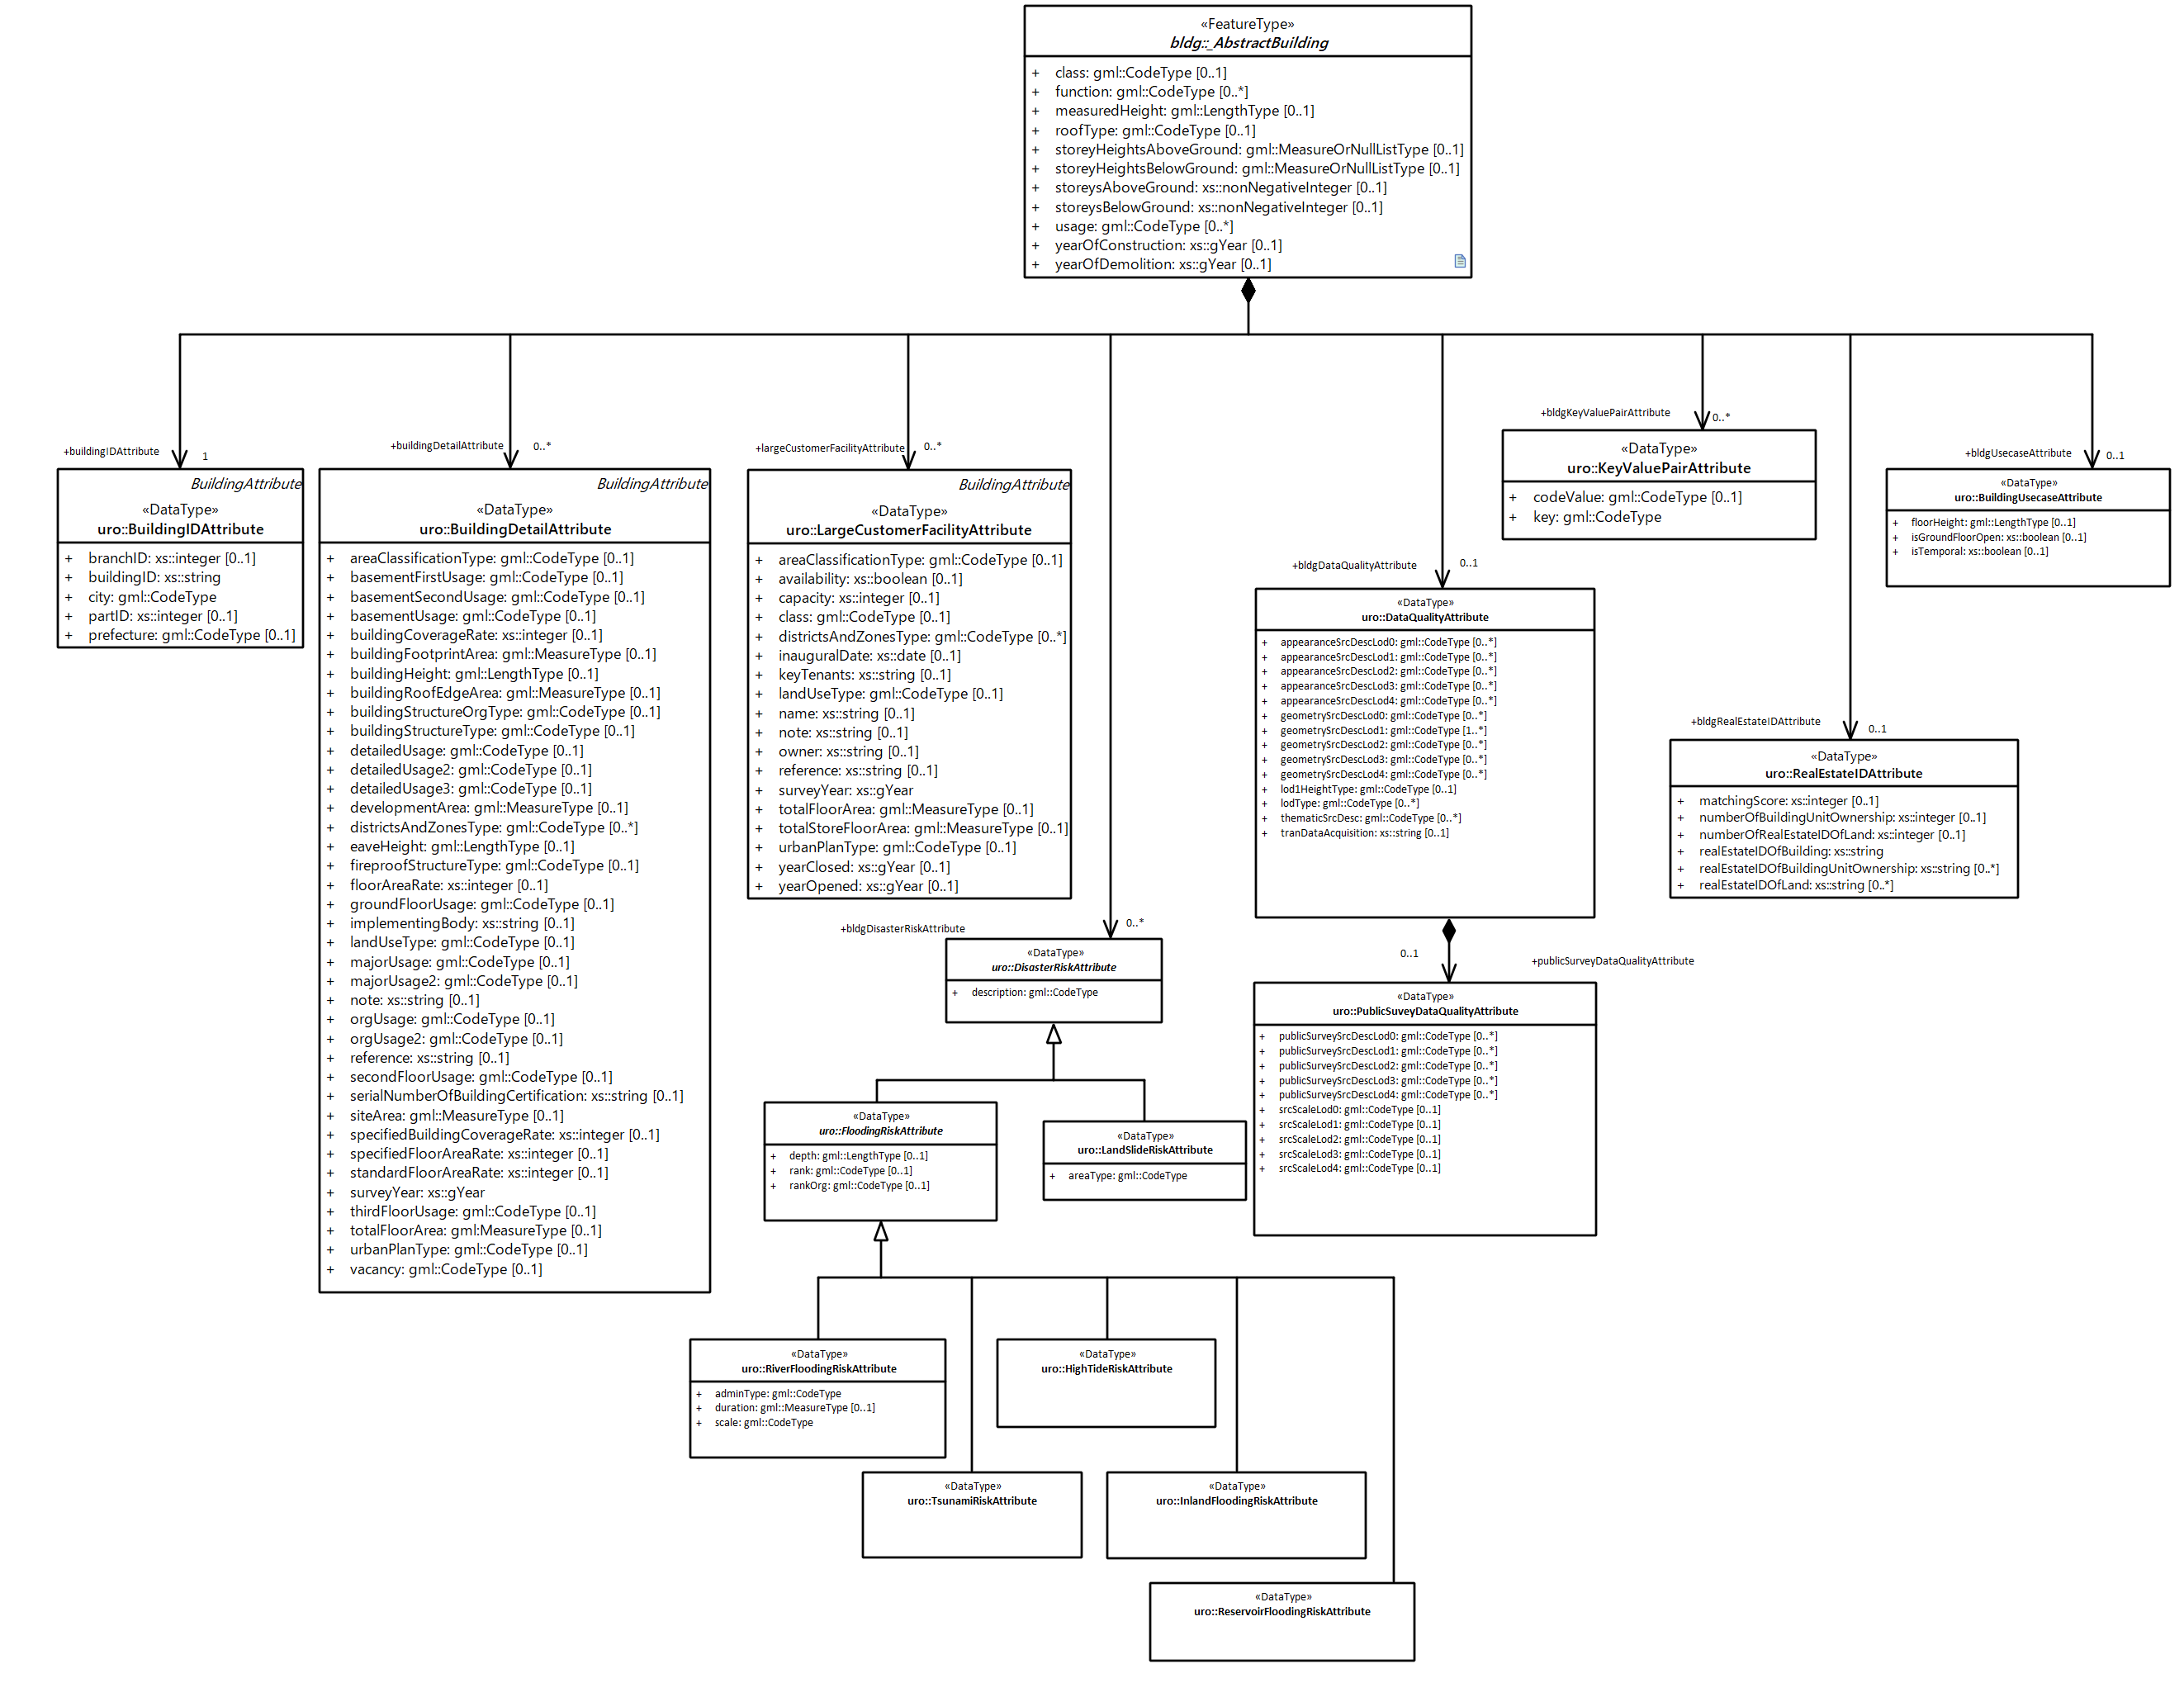 «FeatureType»
bldg::_AbstractBuilding
+ class: gml::CodeType [0..1]
+ function: gml::CodeType [0..*]
+ measuredHeight: gml::LengthType [0..1]
+ roofType: gml::CodeType [0..1]
+ storeyHeightsAboveGround: gml::MeasureOrNullListType [0..1]
+ storeyHeightsBelowGround: gml::MeasureOrNullListType [0..1]
+ storeysAboveGround: xs::nonNegativeInteger [0..1]
+ storeysBelowGround: xs::nonNegativeInteger [0..1]
+ usage: gml::CodeType [0..*]
+ yearOfConstruction: xs::gYear [0..1]
+ yearOfDemolition: xs::gYear [0..1]
+buildingIDAttribute
1
BuildingAttribute
«DataType»
uro::BuildingIDAttribute
+ branchID: xs::integer [0..1]
+ buildingID: xs::string
+ city: gml::CodeType
+ partID: xs::integer [0..1]
+ prefecture: gml::CodeType [0..1]
+buildingDetailAttribute
0..*
BuildingAttribute
«DataType»
uro::BuildingDetailAttribute
+ areaClassificationType: gml::CodeType [0..1]
+ basementFirstUsage: gml::CodeType [0..1]
+ basementSecondUsage: gml::CodeType [0..1]
+ basementUsage: gml::CodeType [0..1]
+ buildingCoverageRate: xs::integer [0..1]
+ buildingFootprintArea: gml::MeasureType [0..1]
+ buildingHeight: gml::LengthType [0..1]
+ buildingRoofEdgeArea: gml::MeasureType [0..1]
+ buildingStructureOrgType: gml::CodeType [0..1]
+ buildingStructureType: gml::CodeType [0..1]
+ detailedUsage: gml::CodeType [0..1]
+ detailedUsage2: gml::CodeType [0..1]
+ detailedUsage3: gml::CodeType [0..1]
+ developmentArea: gml::MeasureType [0..1]
+ districtsAndZonesType: gml::CodeType [0..*]
+ eaveHeight: gml::LengthType [0..1]
+ fireproofStructureType: gml::CodeType [0..1]
+ floorAreaRate: xs::integer [0..1]
+ groundFloorUsage: gml::CodeType [0..1]
+ implementingBody: xs::string [0..1]
+ landUseType: gml::CodeType [0..1]
+ majorUsage: gml::CodeType [0..1]
+ majorUsage2: gml::CodeType [0..1]
+ note: xs::string [0..1]
+ orgUsage: gml::CodeType [0..1]
+ orgUsage2: gml::CodeType [0..1]
+ reference: xs::string [0..1]
+ secondFloorUsage: gml::CodeType [0..1]
+ serialNumberOfBuildingCertification: xs::string [0..1]
+ siteArea: gml::MeasureType [0..1]
+ specifiedBuildingCoverageRate: xs::integer [0..1]
+ specifiedFloorAreaRate: xs::integer [0..1]
+ standardFloorAreaRate: xs::integer [0..1]
+ surveyYear: xs::gYear
+ thirdFloorUsage: gml::CodeType [0..1]
+ totalFloorArea: gml:MeasureType [0..1]
+ urbanPlanType: gml::CodeType [0..1]
+ vacancy: gml::CodeType [0..1]
+largeCustomerFacilityAttribute
0..*
BuildingAttribute
«DataType»
uro::LargeCustomerFacilityAttribute
+ areaClassificationType: gml::CodeType [0..1]
+ availability: xs::boolean [0..1]
+ capacity: xs::integer [0..1]
+ class: gml::CodeType [0..1]
+ districtsAndZonesType: gml::CodeType [0..*]
+ inauguralDate: xs::date [0..1]
+ keyTenants: xs::string [0..1]
+ landUseType: gml::CodeType [0..1]
+ name: xs::string [0..1]
+ note: xs::string [0..1]
+ owner: xs::string [0..1]
+ reference: xs::string [0..1]
+ surveyYear: xs::gYear
+ totalFloorArea: gml::MeasureType [0..1]
+ totalStoreFloorArea: gml::MeasureType [0..1]
+ urbanPlanType: gml::CodeType [0..1]
+ yearClosed: xs::gYear [0..1]
+ yearOpened: xs::gYear [0..1]
+bldgDisasterRiskAttribute
0..*
«DataType»
uro::DisasterRiskAttribute
+ description: gml::CodeType
«DataType»
uro::FloodingRiskAttribute
+ depth: gml::LengthType [0..1]
+ rank: gml::CodeType [0..1]
+ rankOrg: gml::CodeType [0..1]
«DataType»
uro::LandSlideRiskAttribute
+ areaType: gml::CodeType
«DataType»
uro::RiverFloodingRiskAttribute
+ adminType: gml::CodeType
+ duration: gml::MeasureType [0..1]
+ scale: gml::CodeType
«DataType»
uro::HighTideRiskAttribute
«DataType»
uro::TsunamiRiskAttribute
«DataType»
uro::InlandFloodingRiskAttribute
«DataType»
uro::ReservoirFloodingRiskAttribute
+bldgDataQualityAttribute
0..1
«DataType»
uro::DataQualityAttribute
+ appearanceSrcDescLod0: gml::CodeType [0..*]
+ appearanceSrcDescLod1: gml::CodeType [0..*]
+ appearanceSrcDescLod2: gml::CodeType [0..*]
+ appearanceSrcDescLod3: gml::CodeType [0..*]
+ appearanceSrcDescLod4: gml::CodeType [0..*]
+ geometrySrcDescLod0: gml::CodeType [0..*]
+ geometrySrcDescLod1: gml::CodeType [1..*]
+ geometrySrcDescLod2: gml::CodeType [0..*]
+ geometrySrcDescLod3: gml::CodeType [0..*]
+ geometrySrcDescLod4: gml::CodeType [0..*]
+ lod1HeightType: gml::CodeType [0..1]
+ lodType: gml::CodeType [0..*]
+ thematicSrcDesc: gml::CodeType [0..*]
+ tranDataAcquisition: xs::string [0..1]
0..1
+publicSurveyDataQualityAttribute
«DataType»
uro::PublicSuveyDataQualityAttribute
+ publicSurveySrcDescLod0: gml::CodeType [0..*]
+ publicSurveySrcDescLod1: gml::CodeType [0..*]
+ publicSurveySrcDescLod2: gml::CodeType [0..*]
+ publicSurveySrcDescLod3: gml::CodeType [0..*]
+ publicSurveySrcDescLod4: gml::CodeType [0..*]
+ srcScaleLod0: gml::CodeType [0..1]
+ srcScaleLod1: gml::CodeType [0..1]
+ srcScaleLod2: gml::CodeType [0..1]
+ srcScaleLod3: gml::CodeType [0..1]
+ srcScaleLod4: gml::CodeType [0..1]
+bldgKeyValuePairAttribute
0..*
«DataType»
uro::KeyValuePairAttribute
+ codeValue: gml::CodeType [0..1]
+ key: gml::CodeType
+bldgRealEstateIDAttribute
0..1
«DataType»
uro::RealEstateIDAttribute
+ matchingScore: xs::integer [0..1]
+ numberOfBuildingUnitOwnership: xs::integer [0..1]
+ numberOfRealEstateIDOfLand: xs::integer [0..1]
+ realEstateIDOfBuilding: xs::string
+ realEstateIDOfBuildingUnitOwnership: xs::string [0..*]
+ realEstateIDOfLand: xs::string [0..*]
+bldgUsecaseAttribute
0..1
«DataType»
uro::BuildingUsecaseAttribute
+ floorHeight: gml::LengthType [0..1]
+ isGroundFloorOpen: xs::boolean [0..1]
+ isTemporal: xs::boolean [0..1]